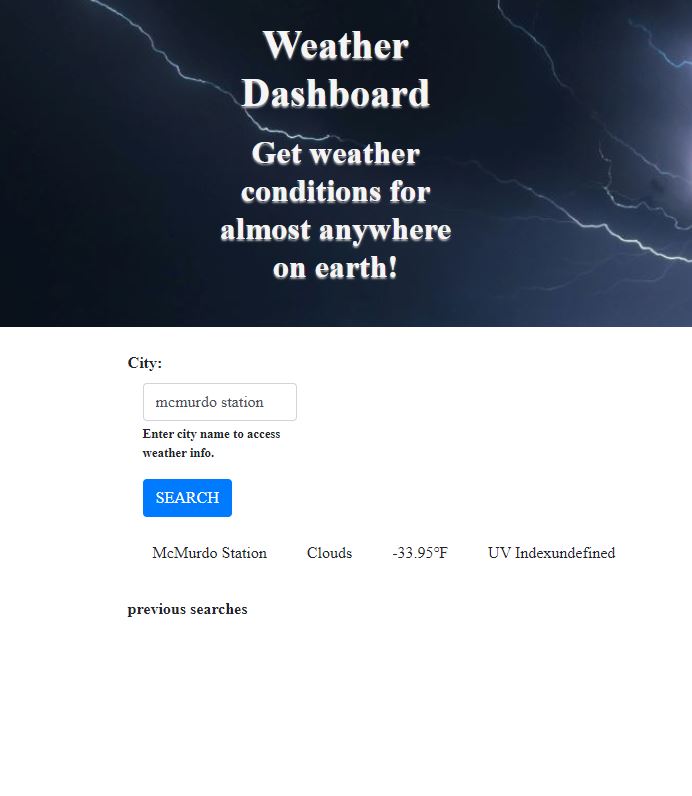 Weather
Dashboard
Get weather
conditions for
almost anywhere
on earth!
City:
mcmurdo station
Enter city name to access
weather info.
SEARCH
McMurdo Station Clouds -33.95°F UV Indexundefined
previous searches